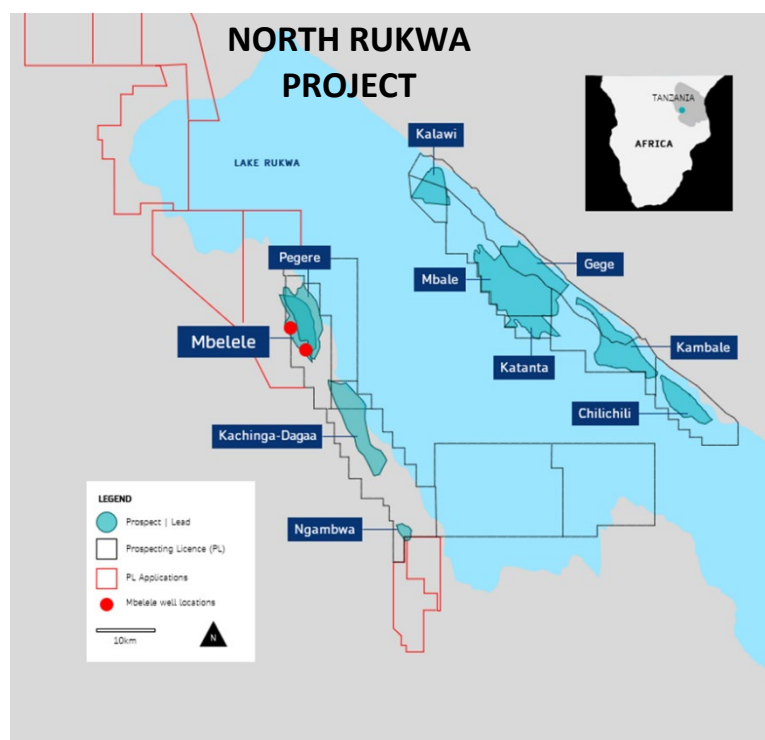 NORTH RUKWA
PROJECT
TANZANIA
AFRICA
Kalawi
LAKE RUKWA
Pegere
Gege
Mbale
Mbelele
Kambale
Katanta
Chilichili
Kachinga-Dagaa
Ngambwa
LEGEND
Prospect | Lead
Prospecting Licence (PL)
PL Applications
Mbelele well locations
10km
N